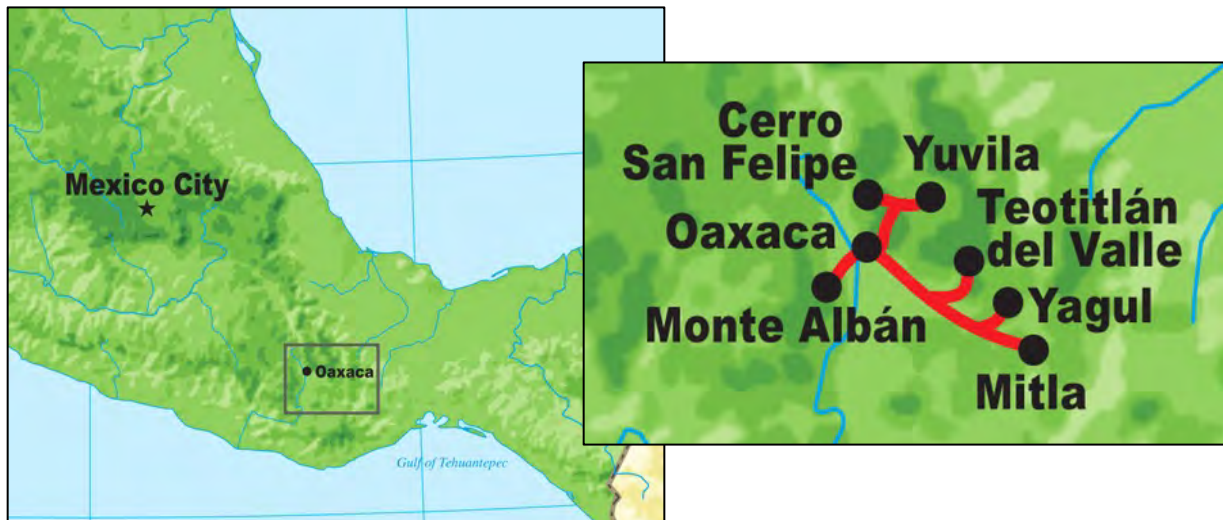 Mexico City
Oaxaca
Gulf of Tehuantepec
Cerro
San Felipe
Yuvila
Teotitlán
del Valle
Oaxaca
Yagul
Monte Albán
Mitla